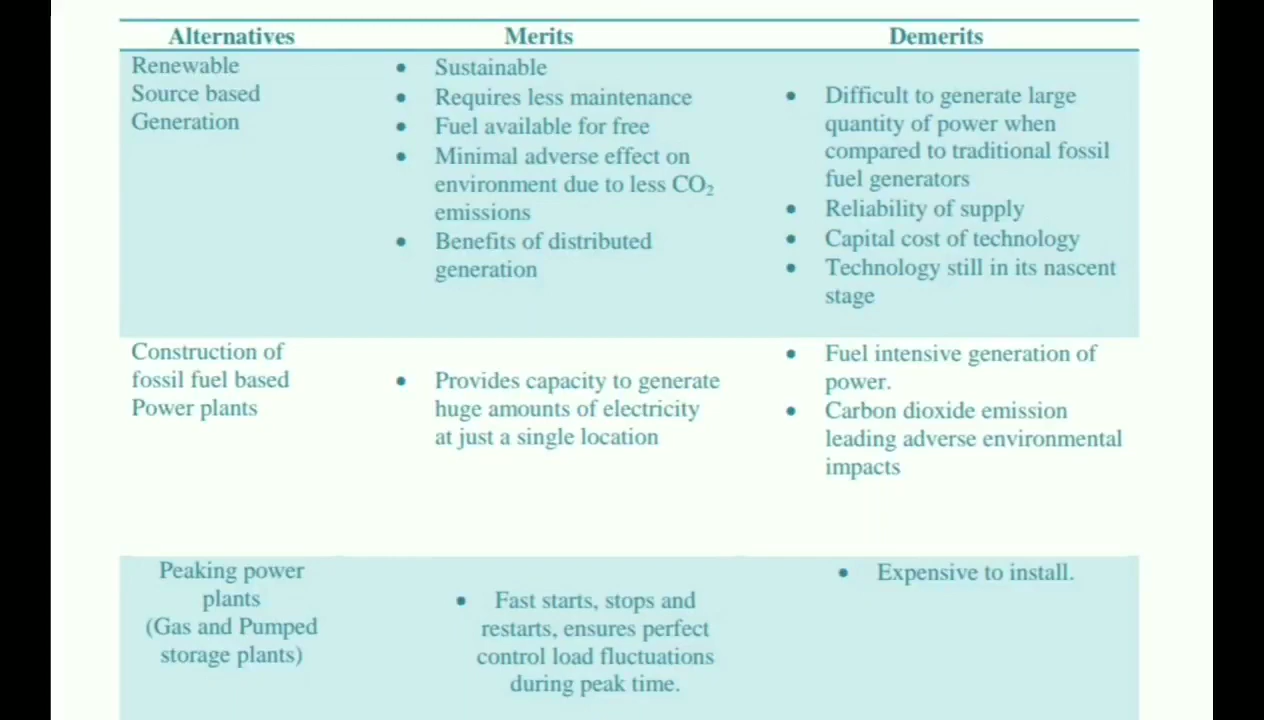 Alternatives Merits Demerits
Renewable
Source based
Generation
• Sustainable
• Requires less maintenance
• Fuel available for free
• Minimal adverse effect on
environment due to less CO₂
emissions
• Benefits of distributed
generation
• Difficult to generate large
quantity of power when
compared to traditional fossil
fuel generators
• Reliability of supply
• Capital cost of technology
• Technology still in its nascent
stage
Construction of
fossil fuel based
Power plants
• Provides capacity to generate
huge amounts of electricity
at just a single location
• Fuel intensive generation of
power.
• Carbon dioxide emission
leading adverse environmental
impacts
Peaking power
plants
(Gas and Pumped
storage plants)
• Fast starts, stops and
restarts, ensures perfect
control load fluctuations
during peak time.
• Expensive to install.